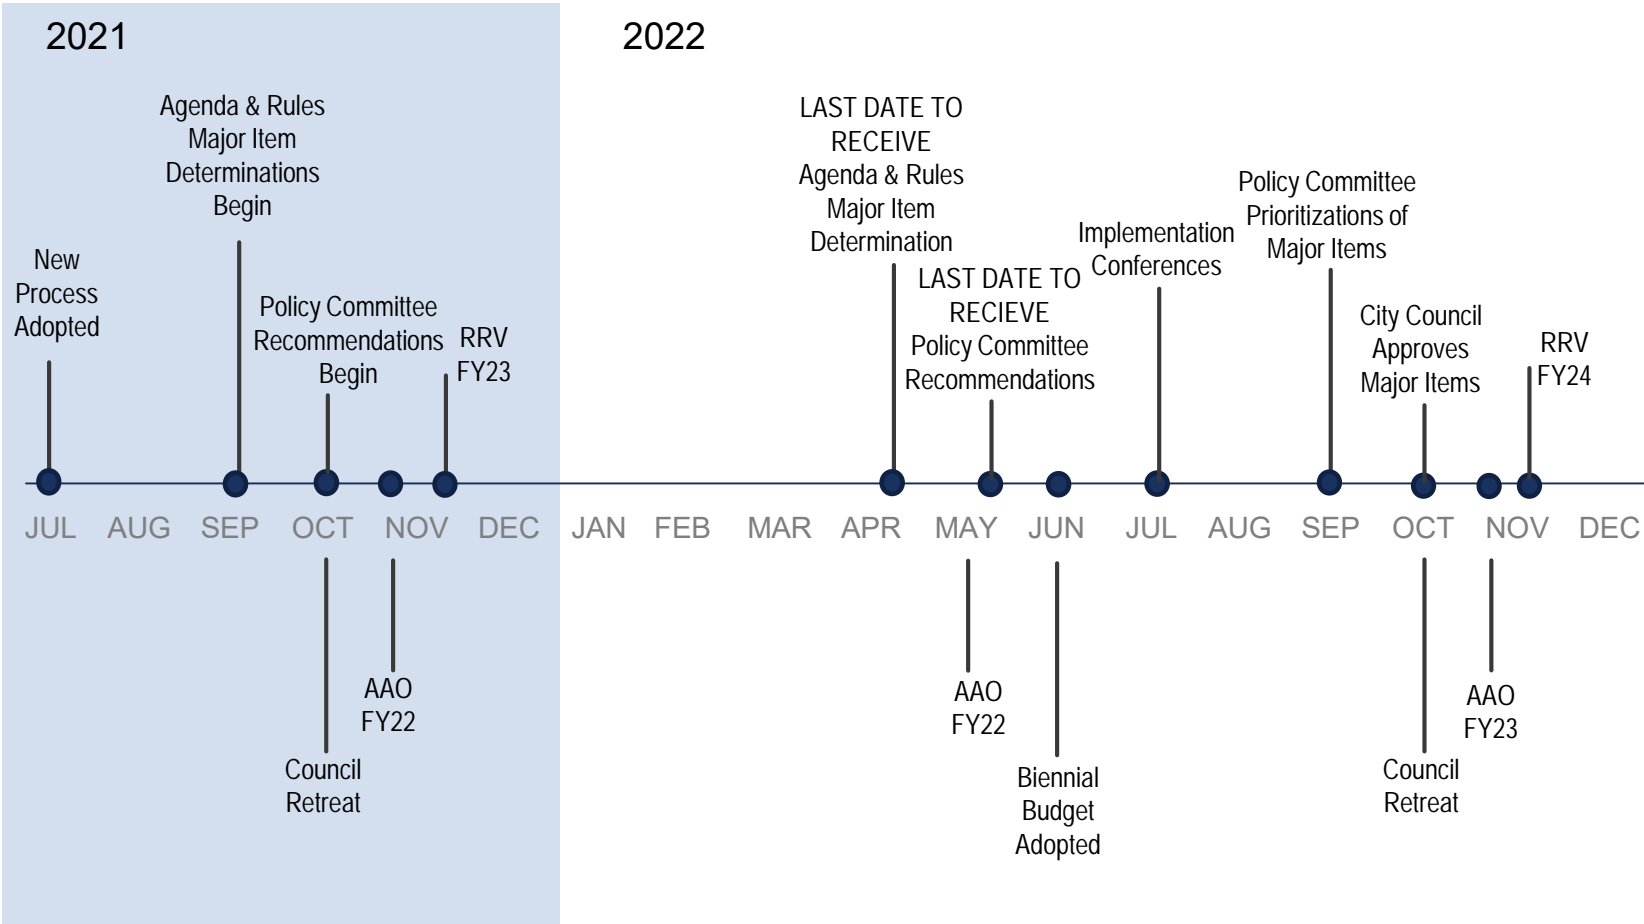 2021
2022
Agenda & Rules
Major Item
Determinations
Begin
New
Process
Adopted
Policy Committee
Recommendations
Begin
RRV
FY23
LAST DATE TO
RECEIVE
Agenda & Rules
Major Item
Determination
LAST DATE TO
RECIEVE
Policy Committee
Recommendations
Implementation
Conferences
Policy Committee
Prioritizations of
Major Items
City Council
Approves
Major Items
RRV
FY24
JUL AUG SEP OCT NOV DEC JAN FEB MAR APR MAY JUN JUL AUG SEP OCT NOV DEC
Council
Retreat
AAO
FY22
AAO
FY22
Biennial
Budget
Adopted
Council
Retreat
AAO
FY23